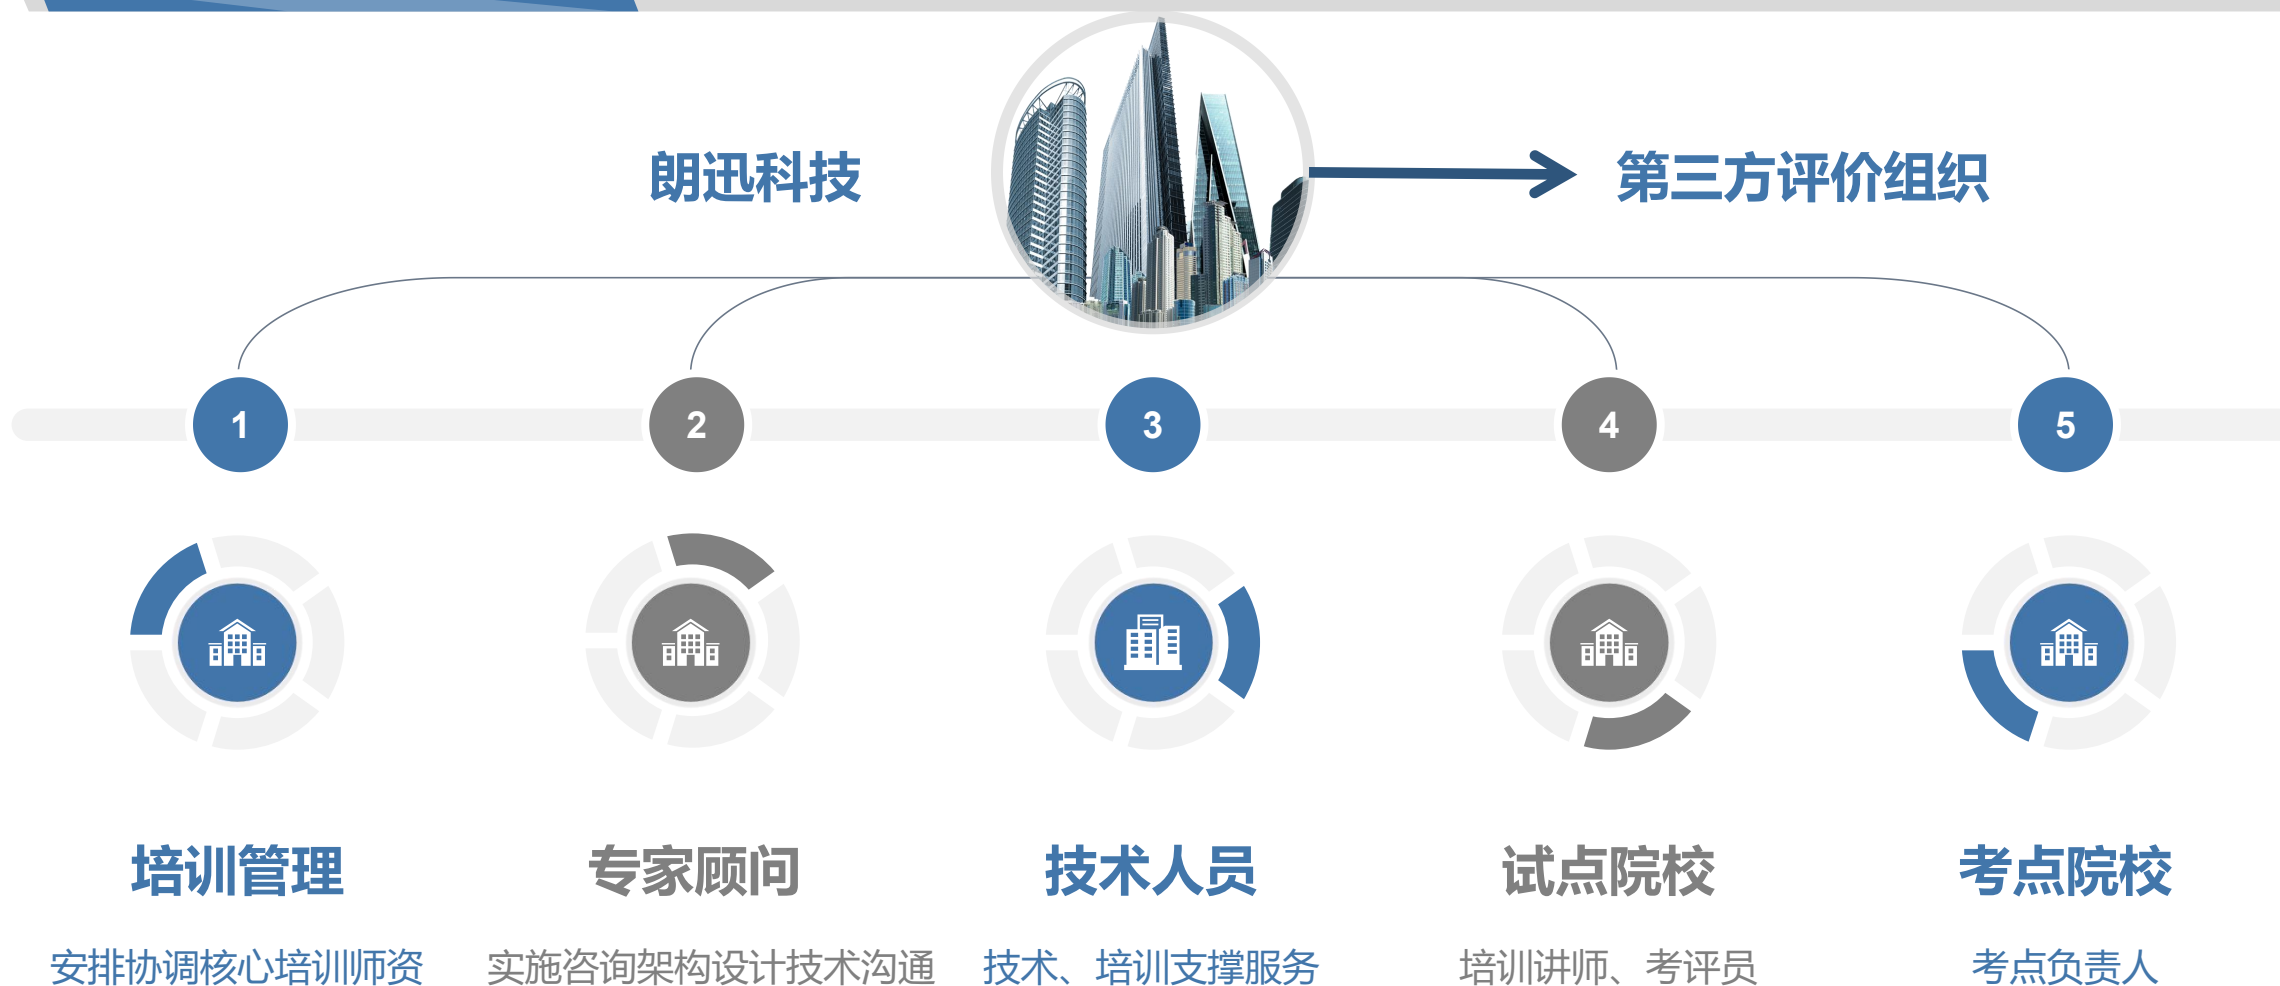 朗迅科技
第三方评价组织
1
2
3
4
5
培训管理
专家顾问
技术人员
试点院校
考点院校
安排协调核心培训师资
实施咨询架构设计技术沟通
技术、培训支撑服务
培训讲师、考评员
考点负责人